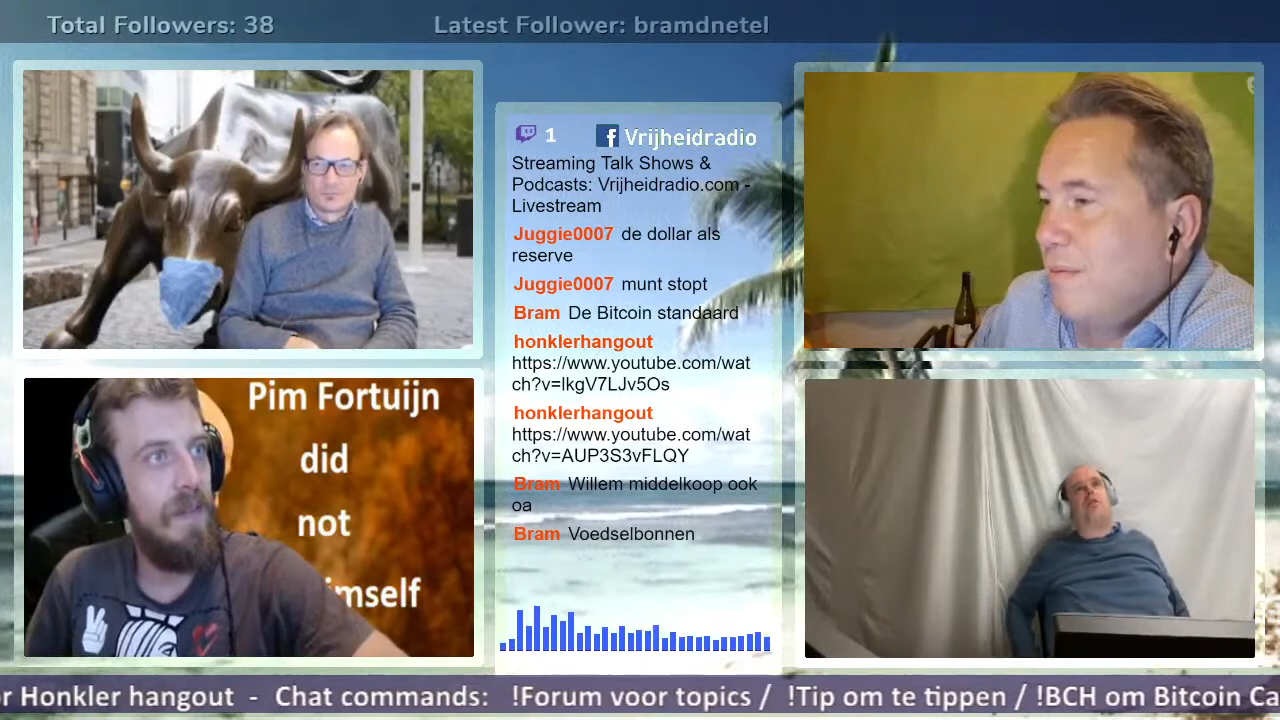 Total Followers: 38
Latest Follower: bramdnetel
1
Vrijheidradio
Streaming Talk Shows &
Podcasts: Vrijheidradio.com -
Livestream
Juggie0007 de dollar als
reserve
Juggie0007 munt stopt
Bram De Bitcoin standaard
honklerhangout
https://www.youtube.com/wat
ch?v=lkgV7LJv5Os
honklerhangout
https://www.youtube.com/wat
ch?v=AUP3S3vFLQY
Bram Willem middelkoop ook
oa
Bram Voedselbonnen
Pim Fortuijn
did
not
imself
or Honkler hangout - Chat commands: !Forum voor topics / !Tip om te tippen / !BCH om Bitcoin Ca